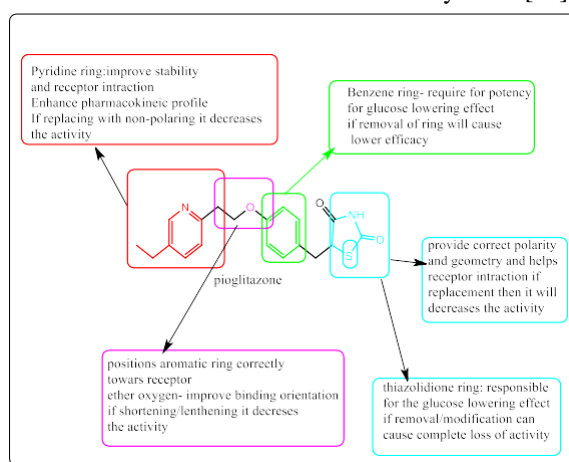 Pyridine ring:improve stability
and receptor intraction
Enhance pharmacokineic profile
If replacing with non-polaring it decreases
the activity
Benzene ring- require for potency
for glucose lowering effect
if removal of ring will cause
lower efficacy
N
O
O
NH
O
S
pioglitazone
provide correct polarity
and geometry and helps
receptor intraction if
replacement then it will
decreases the activity
positions aromatic ring correctly
towars receptor
ether oxygen- improve binding orientation
if shortening/lenthening it decreses
the activity
thiazolidione ring: responsible
for the glucose lowering effect
if removal/modification can
cause complete loss of activity